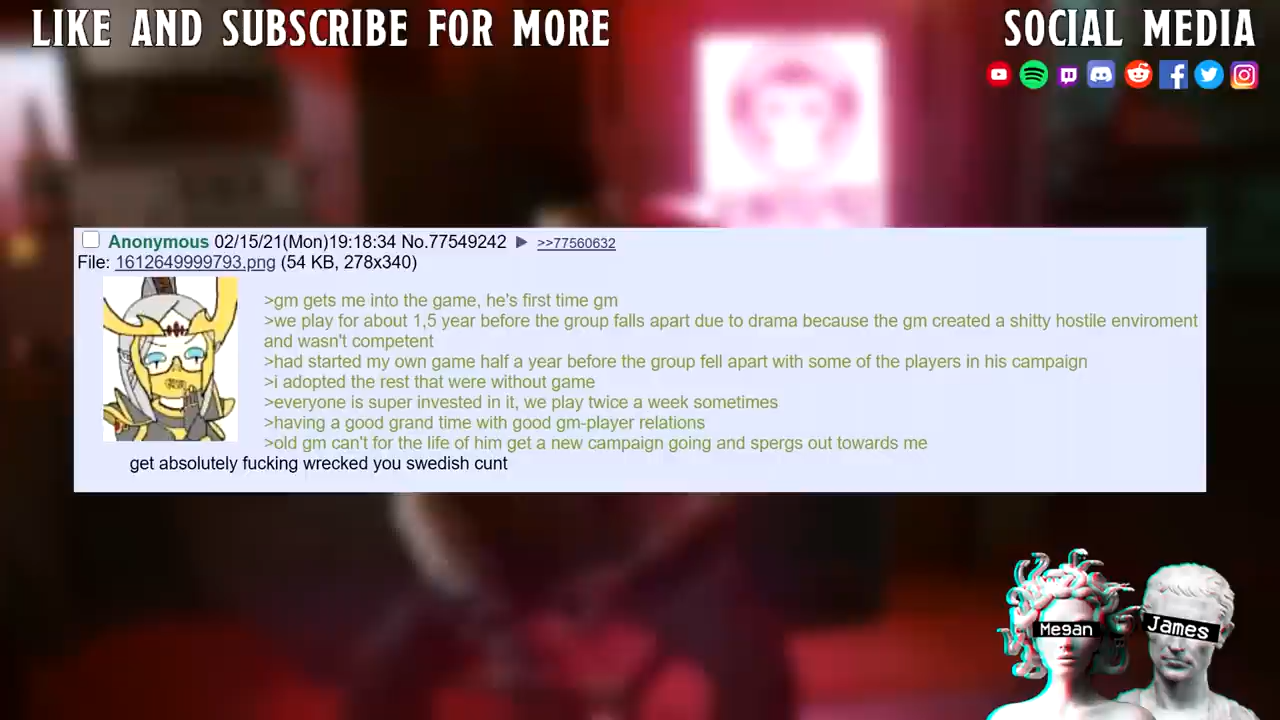 LIKE AND SUBSCRIBE FOR MORE
SOCIAL MEDIA
Anonymous 02/15/21(Mon)19:18:34 No.77549242 ▶ >>77560632
File: 1612649999793.png (54 KB, 278x340)
>gm gets me into the game, he's first time gm
>we play for about 1,5 year before the group falls apart due to drama because the gm created a shitty hostile enviroment
and wasn't competent
>had started my own game half a year before the group fell apart with some of the players in his campaign
>i adopted the rest that were without game
>everyone is super invested in it, we play twice a week sometimes
>having a good grand time with good gm-player relations
>old gm can't for the life of him get a new campaign going and spergs out towards me
get absolutely fucking wrecked you swedish cunt
Megan
James